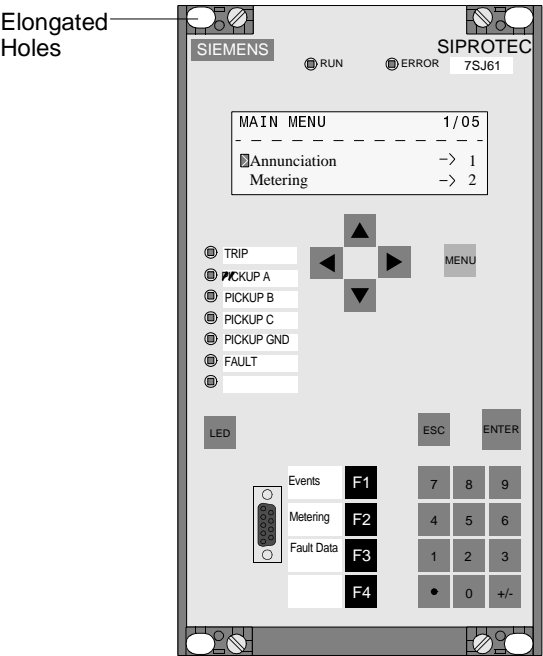 Elongated
Holes
SIEMENS
SIPROTEC
RUN
ERROR
7SJ61
MAIN MENU 1/05
Annunciation -> 1
Metering -> 2
TRIP
PICKUP A
PICKUP B
PICKUP C
PICKUP GND
FAULT
MENU
LED
ESC
ENTER
Events F1
Metering F2
Fault Data F3
F4
7 8 9
4 5 6
1 2 3
• 0 +/-